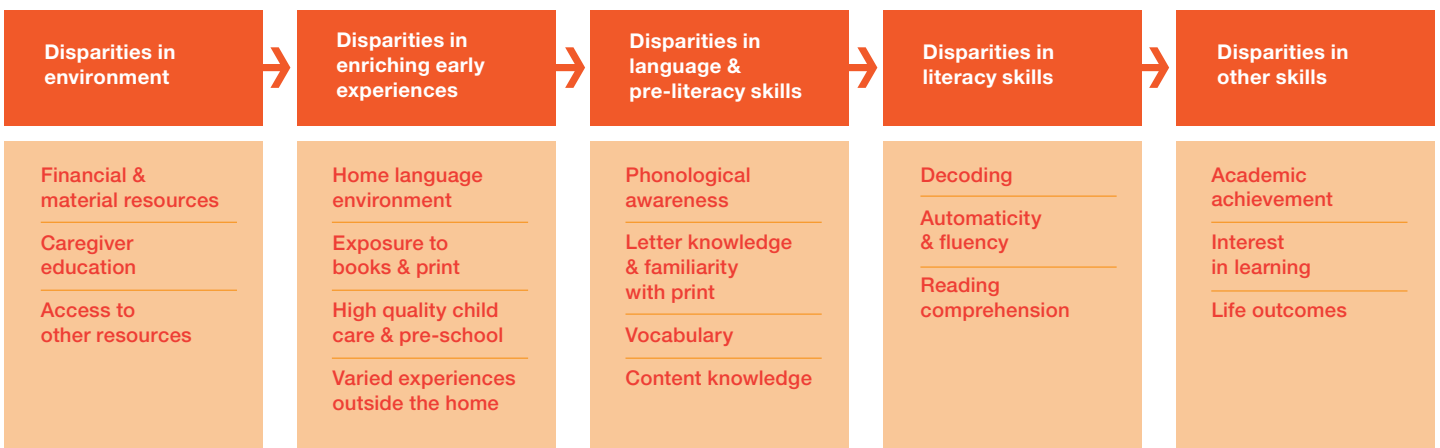 Disparities in
environment
Disparities in
enriching early
experiences
Disparities in
language &
pre-literacy skills
Disparities in
literacy skills
Disparities in
other skills
Financial &
material resources
Caregiver
education
Access to
other resources
Home language
environment
Exposure to
books & print
High quality child
care & pre-school
Varied experiences
outside the home
Phonological
awareness
Letter knowledge
& familiarity
with print
Vocabulary
Content knowledge
Decoding
Automaticity
& fluency
Reading
comprehension
Academic
achievement
Interest
in learning
Life outcomes